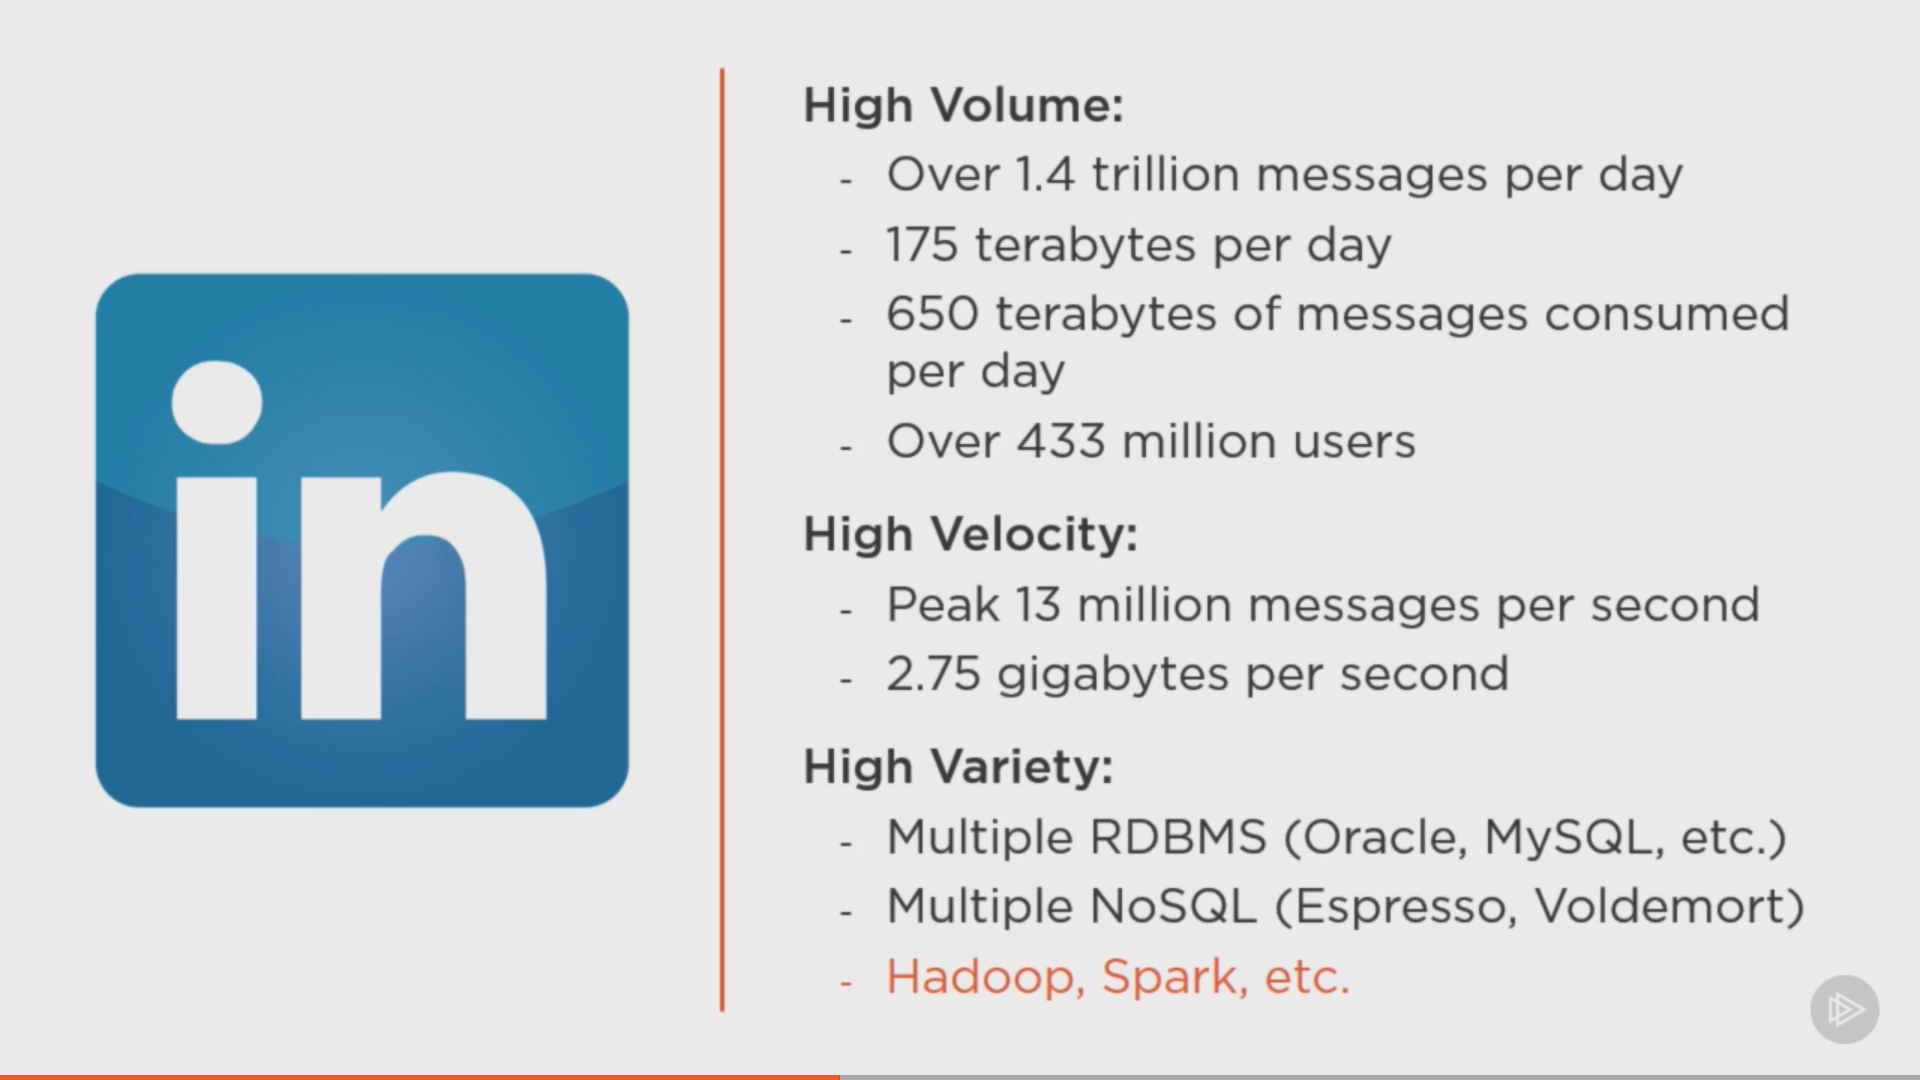 in
High Volume:
- Over 1.4 trillion messages per day
- 175 terabytes per day
- 650 terabytes of messages consumed
per day
- Over 433 million users
High Velocity:
- Peak 13 million messages per second
- 2.75 gigabytes per second
High Variety:
- Multiple RDBMS (Oracle, MySQL, etc.)
- Multiple NoSQL (Espresso, Voldemort)
- Hadoop, Spark, etc.